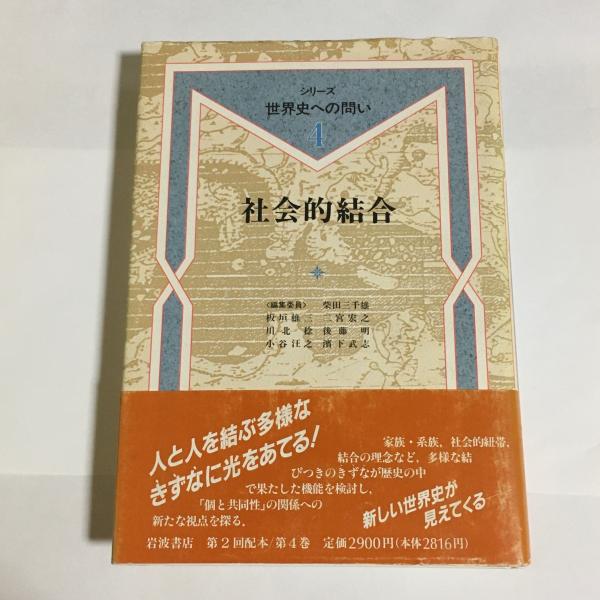 シリーズ
世界史への問い
4
社会的結合
〈編集委員〉 柴田三千雄
板垣雄三 二宮宏之
川北稔 後藤明
小谷汪之 濱下武志
人と人を結ぶ多様な
きずなに光をあてる!
家族・系族,社会的紐帯,
結合の理念など,多様な結
びつきのきずなが歴史の中
で果たした機能を検討し,
「個と共同性」の関係への
新たな視点を探る.
新しい世界史が
見えてくる
岩波書店 第2回配本/第4巻 定価2900円(本体2816円)